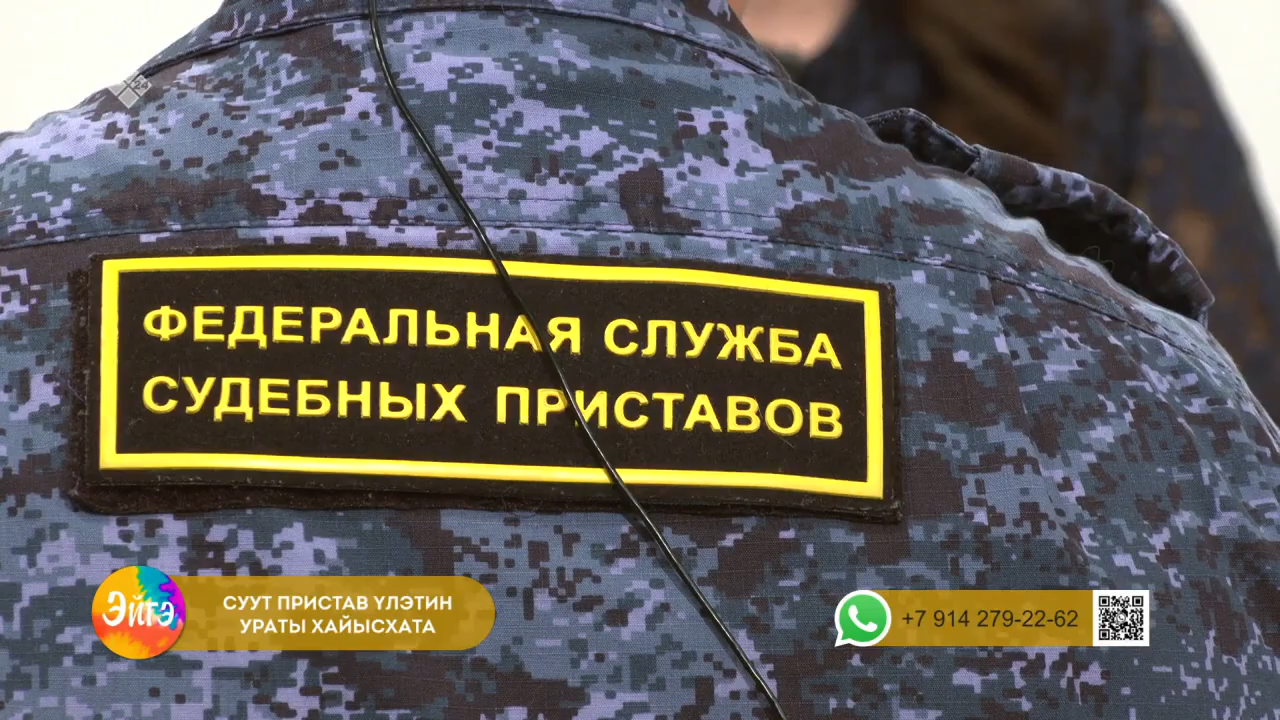 ФЕДЕРАЛЬНАЯ СЛУЖБА
СУДЕБНЫХ ПРИСТАВОВ
Эйгэ
СУУТ ПРИСТАВ ҮЛЭТИН
УРАТЫ ХАЙЫСХАТА
+7 914 279-22-62